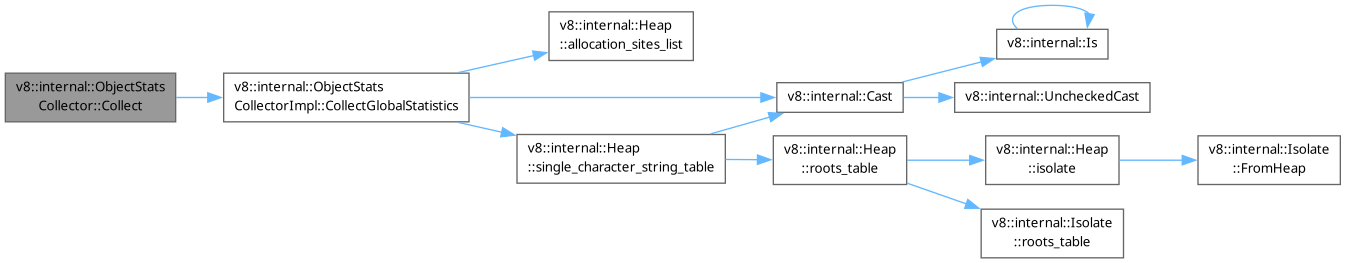 v8::internal::ObjectStats
Collector::Collect
v8::internal::ObjectStats
CollectorImpl::CollectGlobalStatistics
v8::internal::Heap
::allocation_sites_list
v8::internal::Heap
::single_character_string_table
v8::internal::Cast
v8::internal::Heap
::roots_table
v8::internal::Is
v8::internal::UncheckedCast
v8::internal::Heap
::isolate
v8::internal::Isolate
::roots_table
v8::internal::Isolate
::FromHeap